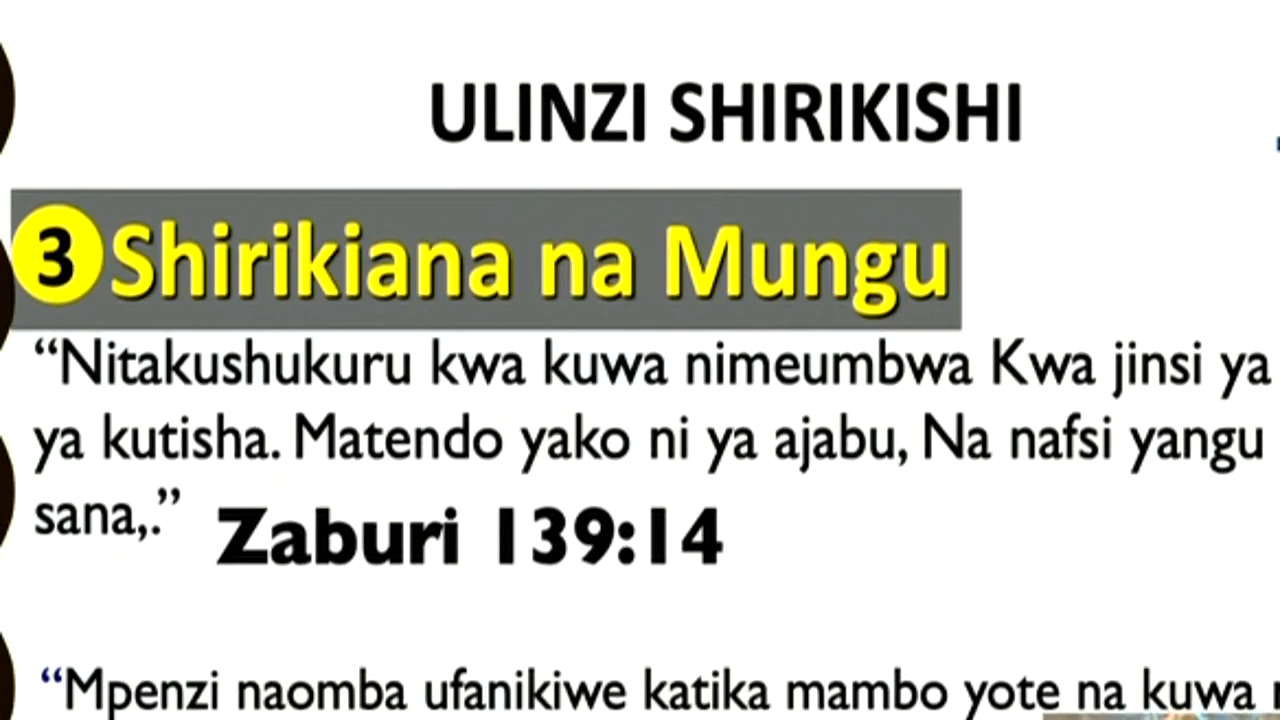 ULINZI SHIRIKISHI
3 Shirikiana na Mungu
“Nitakushukuru kwa kuwa nimeumbwa Kwa jinsi ya
ya kutisha. Matendo yako ni ya ajabu, Na nafsi yangu
sana,.” Zaburi 139:14
“Mpenzi naomba ufanikiwe katika mambo yote na kuwa